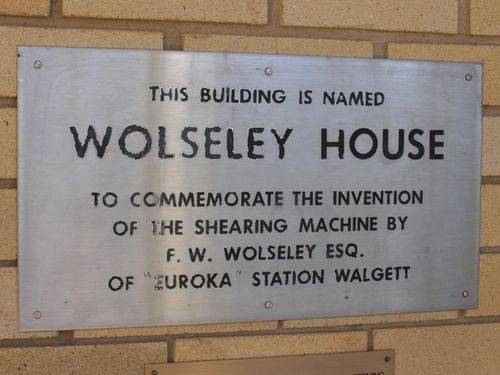 THIS BUILDING IS NAMED
WOLSELEY HOUSE
TO COMMEMORATE THE INVENTION
OF THE SHEARING MACHINE BY
F. W. WOLSELEY ESQ.
OF "EUROKA" STATION WALGETT